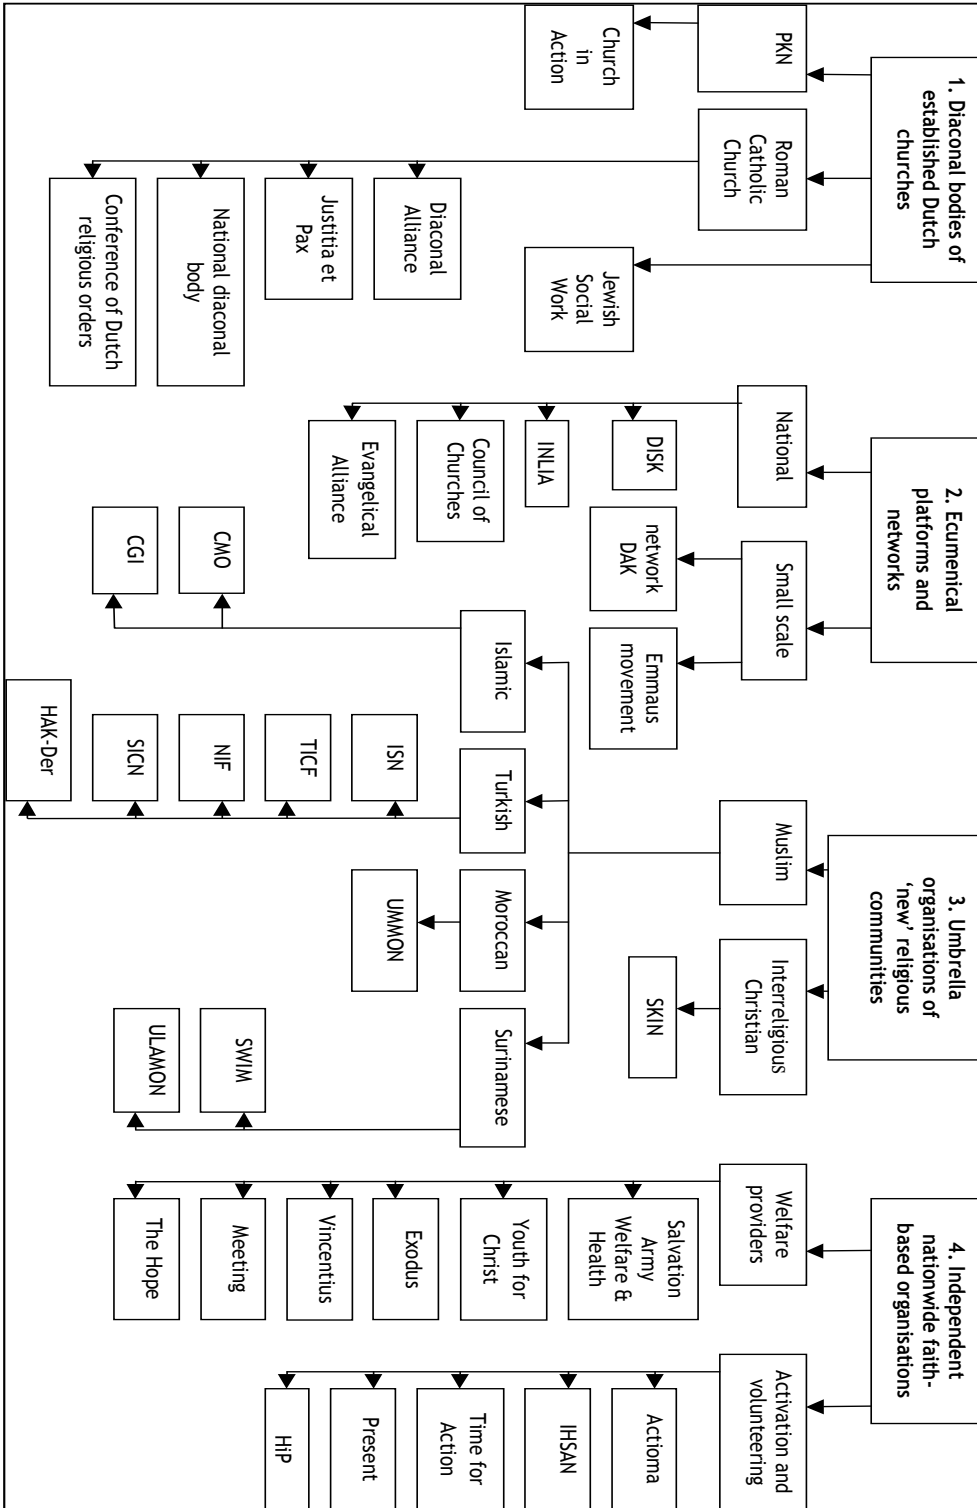 1. Diaconal bodies of
established Dutch
churches
PKN
Church
in
Action
Roman
Catholic
Church
Diaconal
Alliance
Justitia et
Pax
National diaconal
body
Conference of Dutch
religious orders
Jewish
Social
Work
2. Ecumenical
platforms and
networks
National
DISK
INLIA
Council of
Churches
Evangelical
Alliance
Small scale
network
DAK
Emmaus
movement
3. Umbrella
organisations of
‘new’ religious
communities
Muslim
Islamic
CMO
CGI
Turkish
ISN
TICF
NIF
SICN
HAK-Der
Moroccan
UMMON
Surinamese
SWIM
ULAMON
Interreligious
Christian
SKIN
4. Independent
nationwide faith-
based organisations
Welfare
providers
Salvation
Army
Welfare &
Health
Youth for
Christ
Exodus
Vincentius
Meeting
The Hope
Activation and
volunteering
Actioma
IHSAN
Time for
Action
Present
HiP